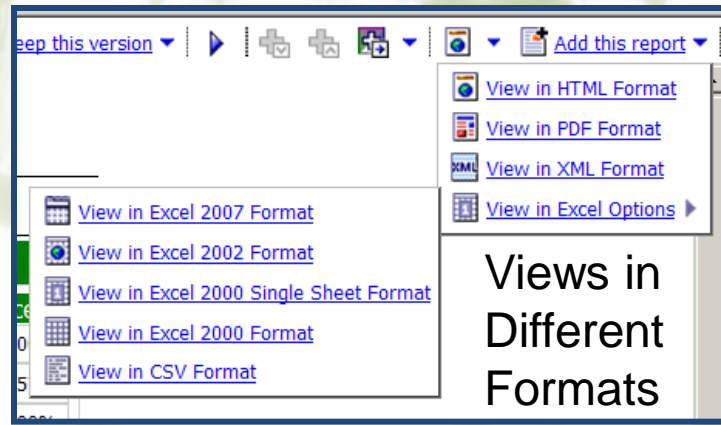 eep this version Add this report
View in HTML Format
View in PDF Format
XML View in XML Format
View in Excel Options
View in Excel 2007 Format
View in Excel 2002 Format
View in Excel 2000 Single Sheet Format
View in Excel 2000 Format
View in CSV Format
Views in
Different
Formats